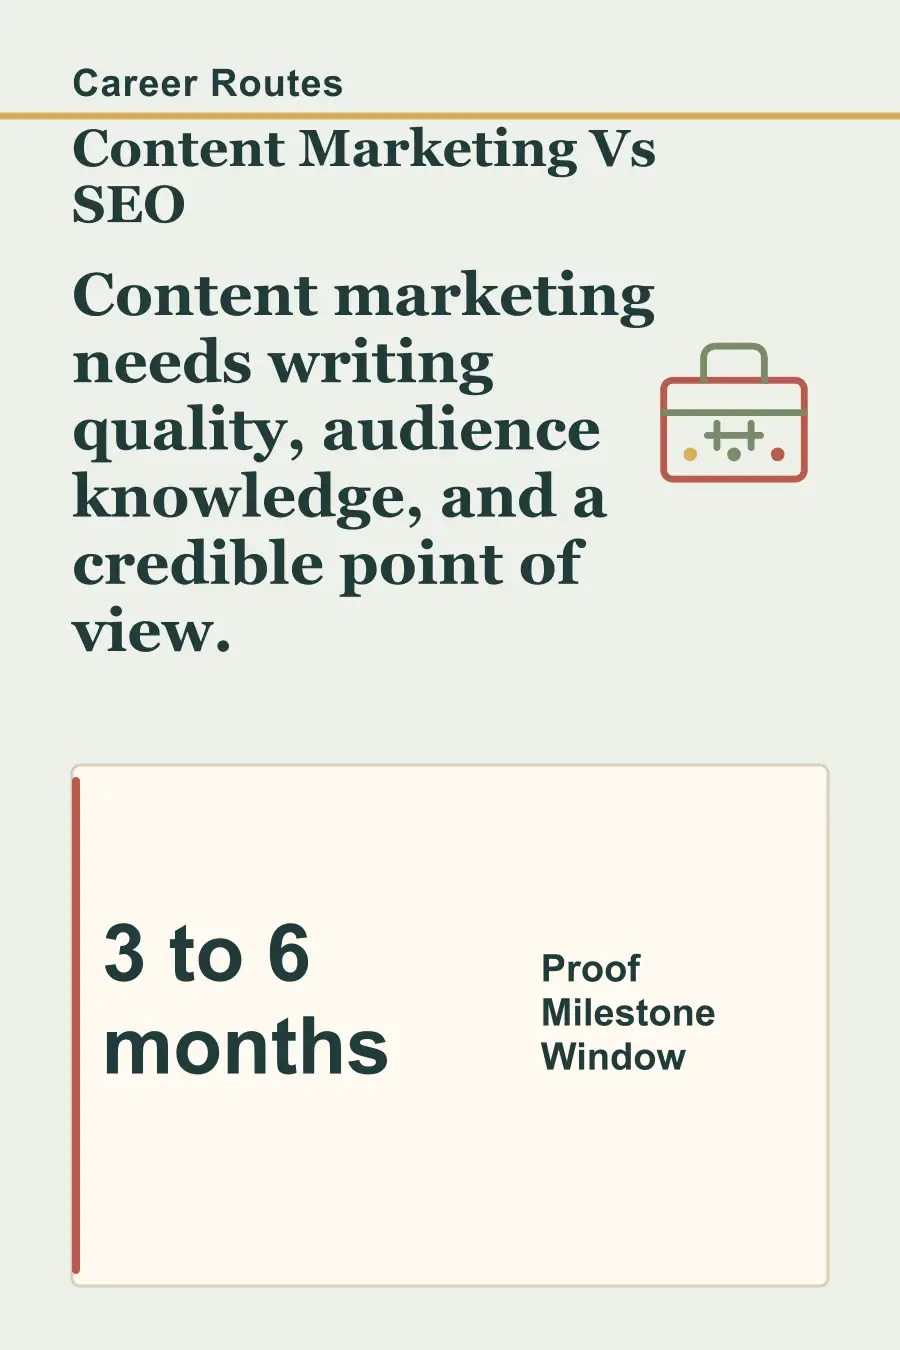 Career Routes
Content Marketing Vs
SEO
Content marketing
needs writing
quality, audience
knowledge, and a
credible point of
view.
3 to 6
months
Proof
Milestone
Window